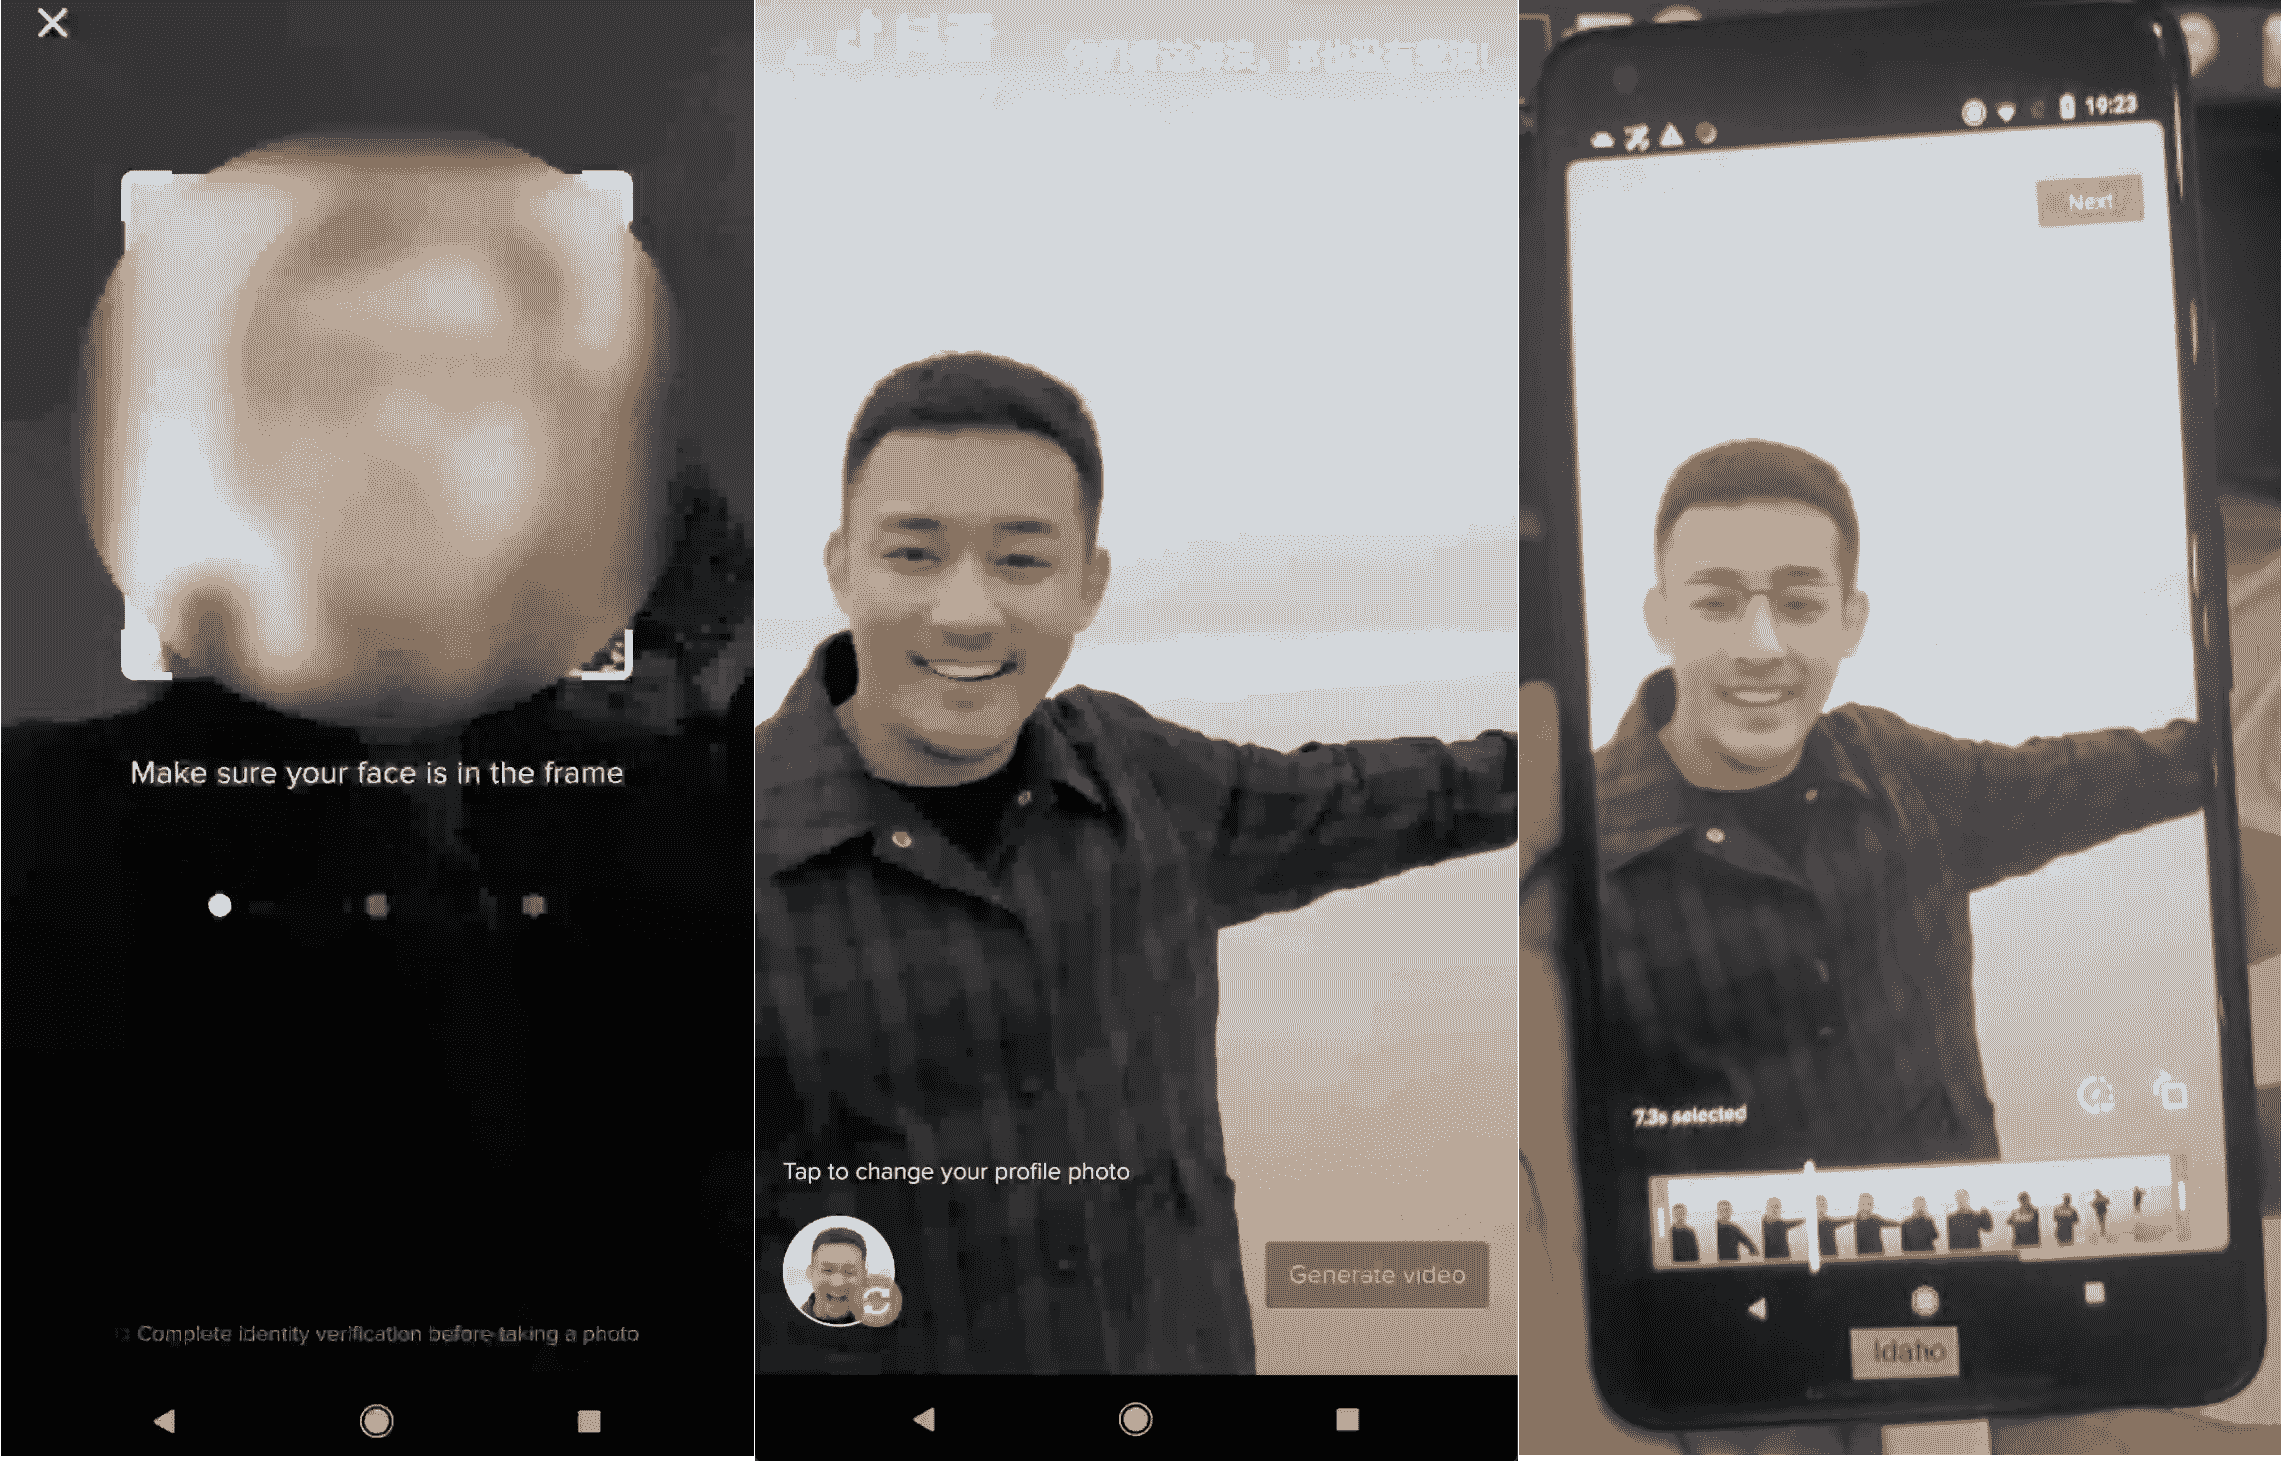 Make sure your face is in the frame
Complete identity verification before taking a photo
Tap to change your profile photo
Generate video
19:23
Next
7.3s selected
Idaho